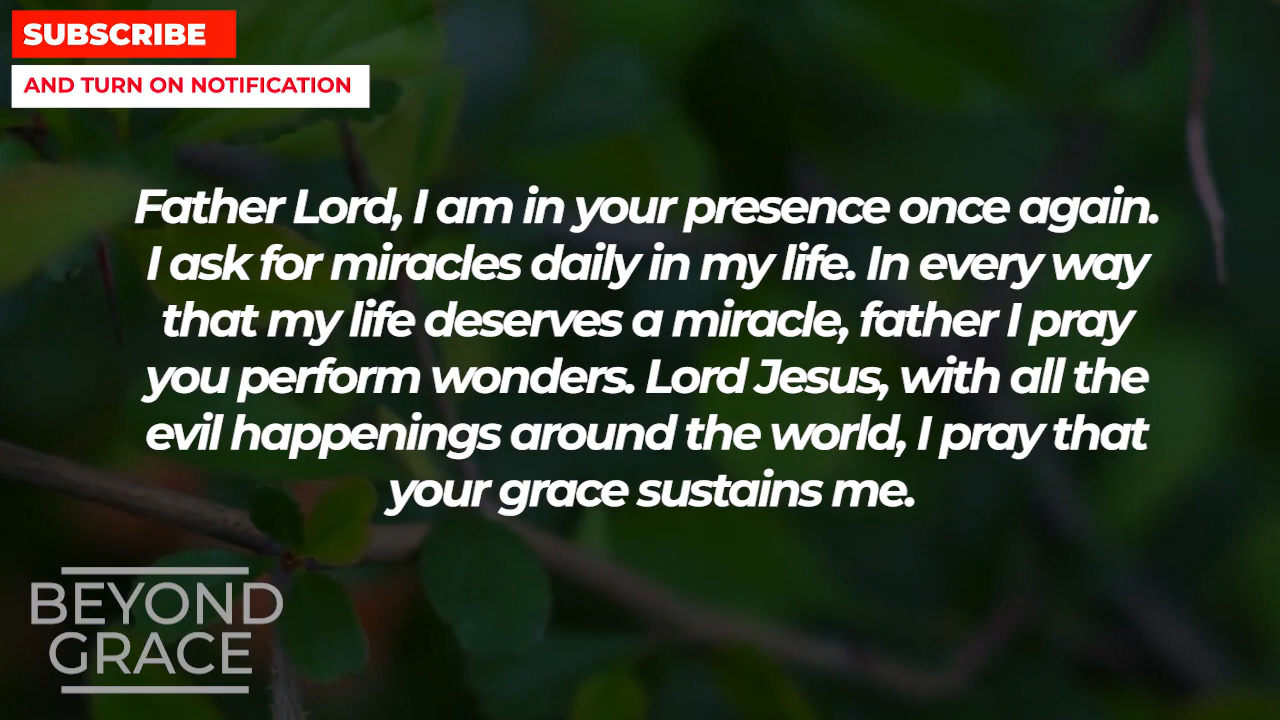 SUBSCRIBE
AND TURN ON NOTIFICATION
Father Lord, I am in your presence once again.
I ask for miracles daily in my life. In every way
that my life deserves a miracle, father I pray
you perform wonders. Lord Jesus, with all the
evil happenings around the world, I pray that
your grace sustains me.
BEYOND
GRACE